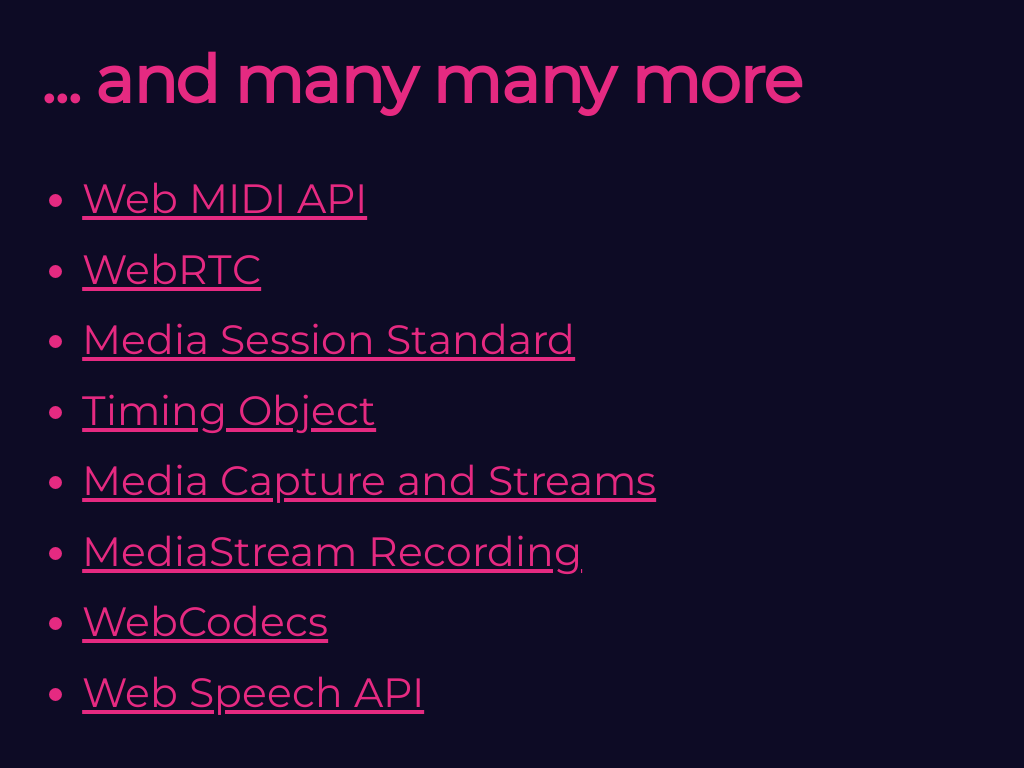 ... and many many more
Web MIDI API
WebRTC
Media Session Standard
Timing Object
Media Capture and Streams
MediaStream Recording
WebCodecs
Web Speech API